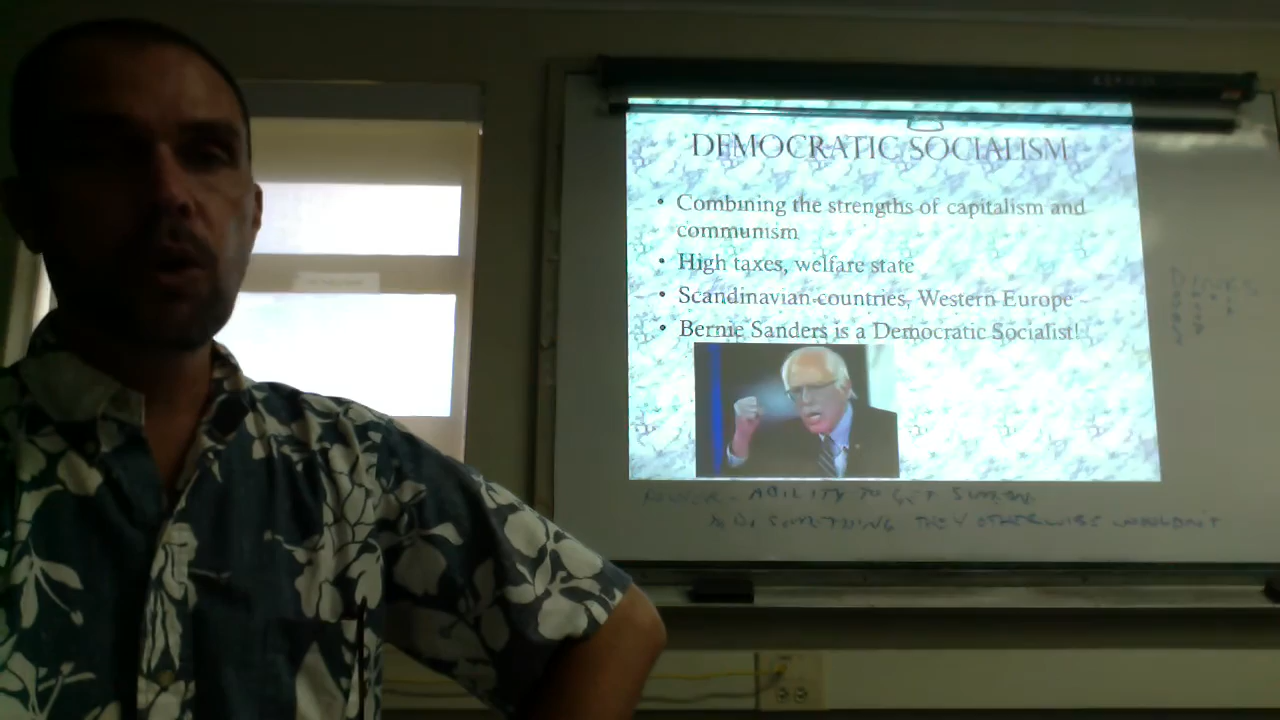 DEMOCRATIC SOCIALISM
• Combining the strengths of capitalism and
communism
• High taxes, welfare state
• Scandinavian countries, Western Europe
• Bernie Sanders is a Democratic Socialist!
POWER - ABILITY TO GET SOMEONE
TO DO SOMETHING THEY OTHERWISE WOULDN'T